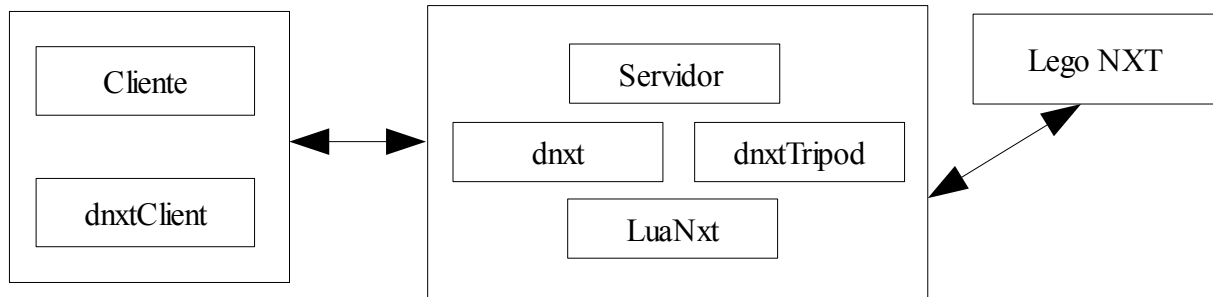 Cliente
dnxtClient
Servidor
dnxt
dnxtTripod
LuaNxt
Lego NXT